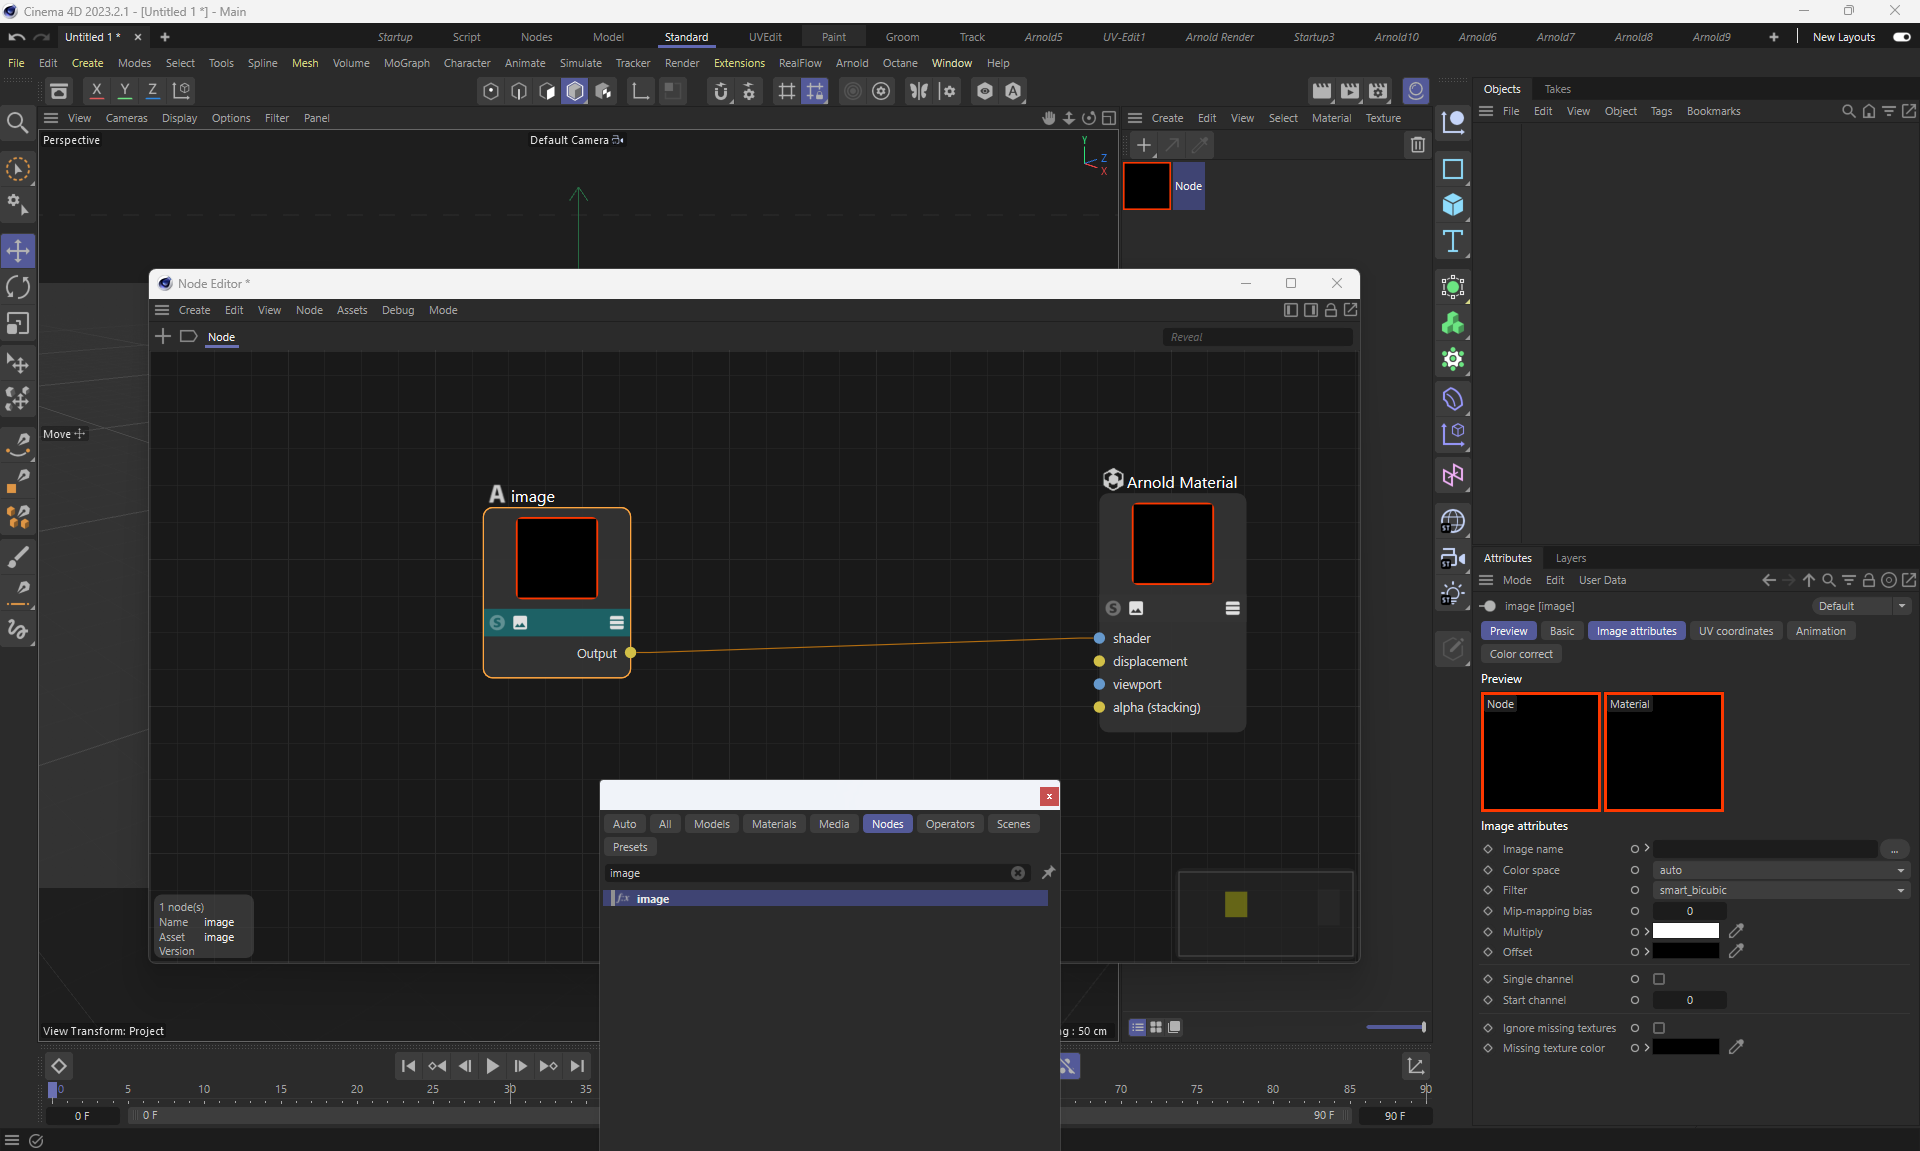 Cinema 4D 2023.2.1 - [Untitled 1 *] - Main
Untitled 1 *
Startup Script Nodes Model Standard UVEdit Paint Groom Track Arnold5 UV-Edit1 Arnold Render Startup3 Arnold10 Arnold6 Arnold7 Arnold8 Arnold9 New Layouts
File Edit Create Modes Select Tools Spline Mesh Volume MoGraph Character Animate Simulate Tracker Render Extensions RealFlow Arnold Octane Window Help
X Y Z
Objects Takes
File Edit View Object Tags Bookmarks
View Cameras Display Options Filter Panel
Perspective
Default Camera
Y
Z
X
Create Edit View Select Material Texture
Node
Move
Node Editor *
Create Edit View Node Assets Debug Mode
Node
Reveal
A image
S
Output
Arnold Material
S
shader
displacement
viewport
alpha (stacking)
1 node(s)
Name image
Asset image
Version
Auto All Models Materials Media Nodes Operators Scenes
Presets
image
image
View Transform: Project
g : 50 cm
0 5 10 15 20 25 30 35 70 75 80 85 90
0 F
0 F
90 F
90 F
ST
ST
ST
Attributes Layers
Mode Edit User Data
image [image]
Default
Preview Basic Image attributes UV coordinates Animation
Color correct
Preview
Node
Material
Image attributes
Image name ...
Color space auto
Filter smart_bicubic
Mip-mapping bias 0
Multiply
Offset
Single channel
Start channel 0
Ignore missing textures
Missing texture color